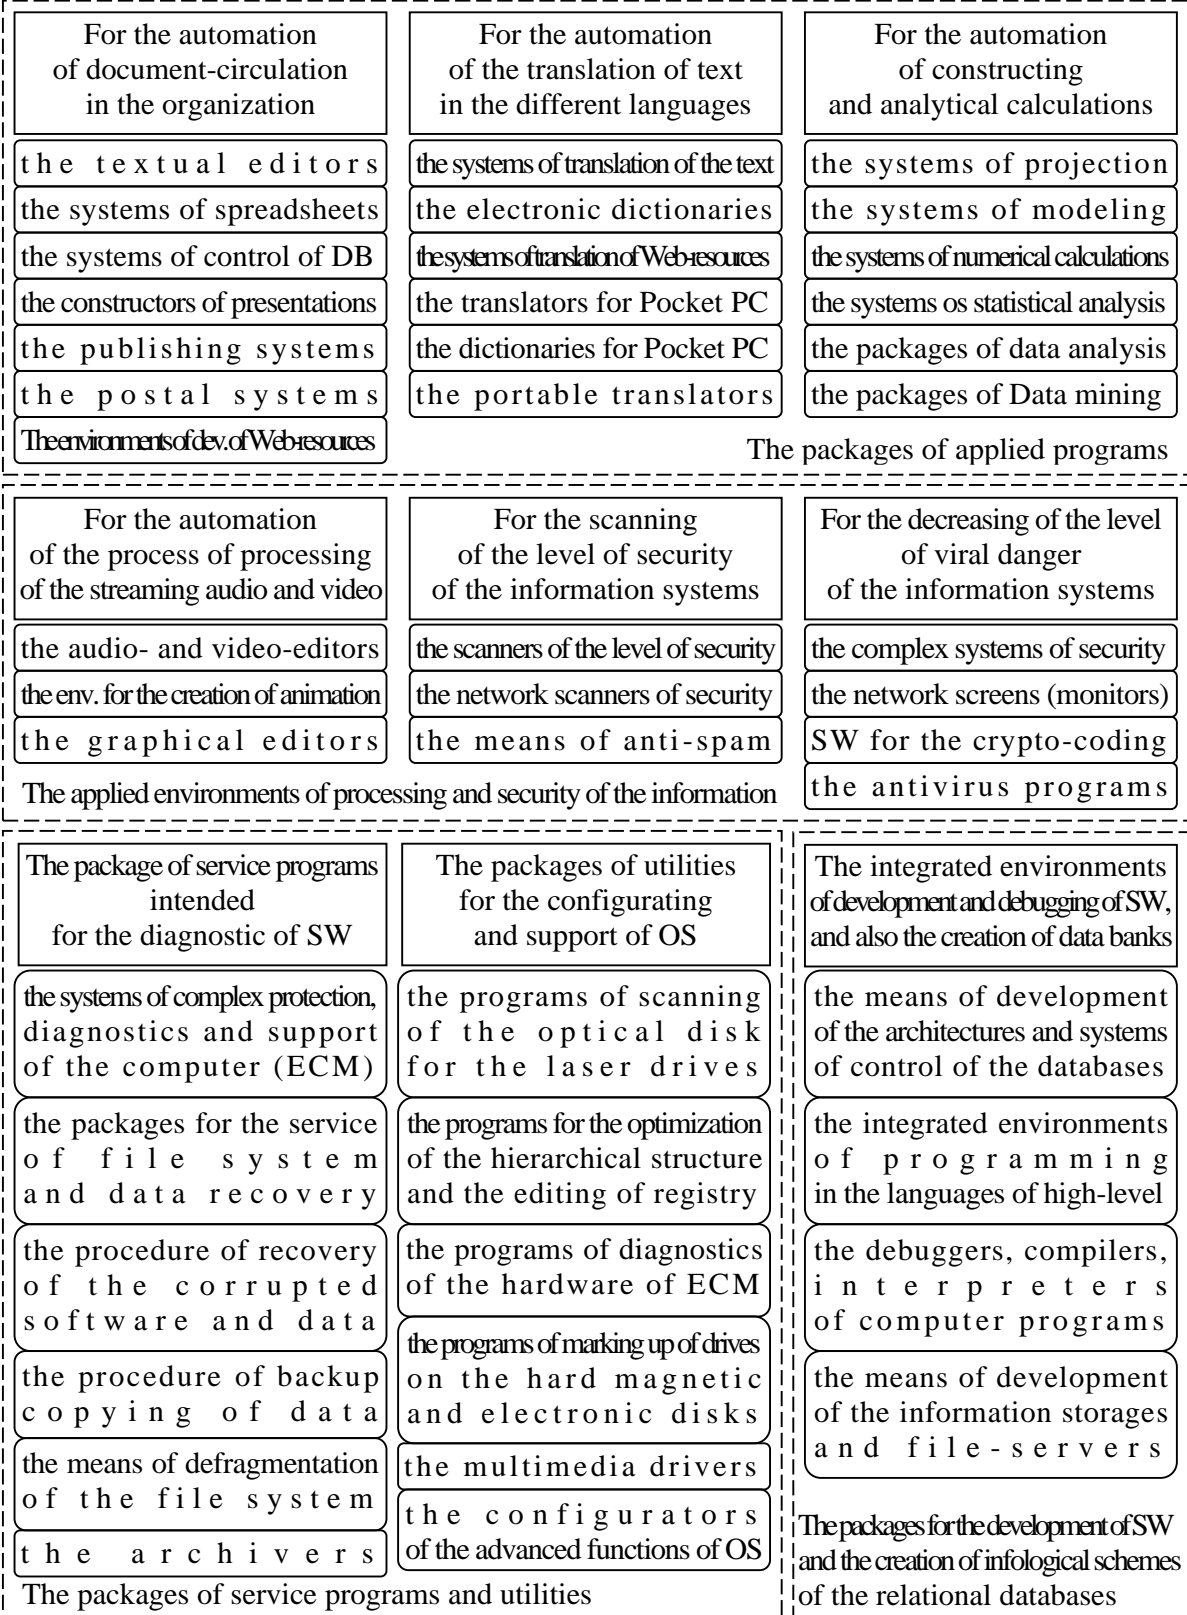 For the automation
of document-circulation
in the organization
the textual editors
the systems of spreadsheets
the systems of control of DB
the constructors of presentations
the publishing systems
the postal systems
The environments of dev. of Web-resources
For the automation
of the translation of text
in the different languages
the systems of translation of the text
the electronic dictionaries
the systems of translation of Web-resources
the translators for Pocket PC
the dictionaries for Pocket PC
the portable translators
For the automation
of constructing
and analytical calculations
the systems of projection
the systems of modeling
the systems of numerical calculations
the systems os statistical analysis
the packages of data analysis
the packages of Data mining
The packages of applied programs
For the automation
of the process of processing
of the streaming audio and video
the audio- and video-editors
the env. for the creation of animation
the graphical editors
For the scanning
of the level of security
of the information systems
the scanners of the level of security
the network scanners of security
the means of anti-spam
For the decreasing of the level
of viral danger
of the information systems
the complex systems of security
the network screens (monitors)
SW for the crypto-coding
the antivirus programs
The applied environments of processing and security of the information
The package of service programs
intended
for the diagnostic of SW
the systems of complex protection,
diagnostics and support
of the computer (ECM)
the packages for the service
of file system
and data recovery
the procedure of recovery
of the corrupted
software and data
the procedure of backup
copying of data
the means of defragmentation
of the file system
the archivers
The packages of utilities
for the configurating
and support of OS
the programs of scanning
of the optical disk
for the laser drives
the programs for the optimization
of the hierarchical structure
and the editing of registry
the programs of diagnostics
of the hardware of ECM
the programs of marking up of drives
on the hard magnetic
and electronic disks
the multimedia drivers
the configurators
of the advanced functions of OS
The packages of service programs and utilities
The integrated environments
of development and debugging of SW,
and also the creation of data banks
the means of development
of the architectures and systems
of control of the databases
the integrated environments
of programming
in the languages of high-level
the debuggers, compilers,
interpreters
of computer programs
the means of development
of the information storages
and file-servers
The packages for the development of SW
and the creation of infological schemes
of the relational databases